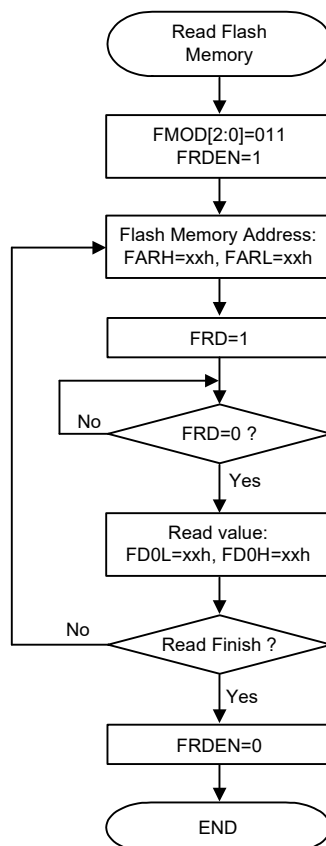 Read Flash
Memory
FMOD[2:0]=011
FRDEN=1
Flash Memory Address:
FARH=xxh, FARL=xxh
FRD=1
No
FRD=0 ?
Yes
Read value:
FD0L=xxh, FD0H=xxh
No
Read Finish ?
Yes
FRDEN=0
END